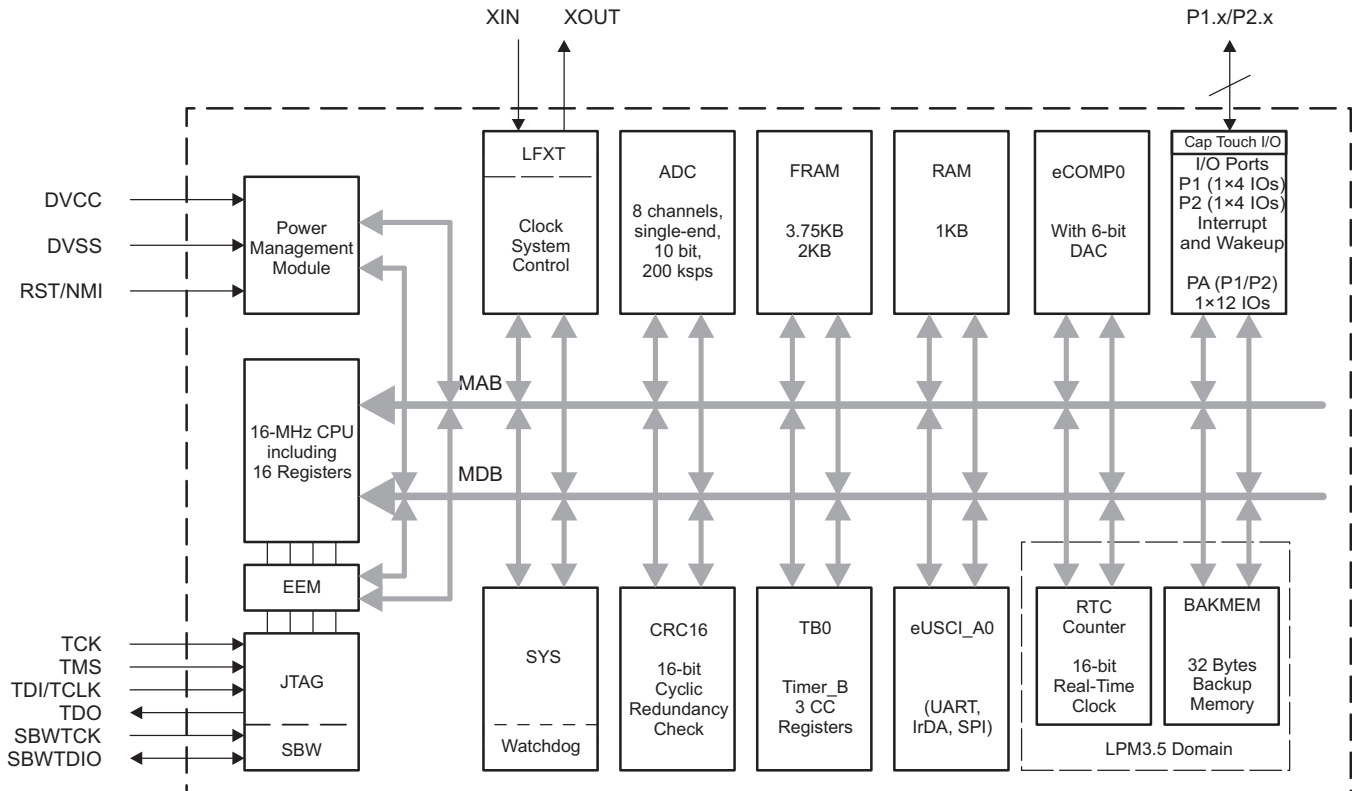 XIN
XOUT
P1.x/P2.x
DVCC
DVSS
RST/NMI
Power
Management
Module
LFXT
Clock
System
Control
ADC
8 channels,
single-end,
10 bit,
200 ksps
FRAM
3.75KB
2KB
RAM
1KB
eCOMP0
With 6-bit
DAC
Cap Touch I/O
I/O Ports
P1 (1×4 IOs)
P2 (1×4 IOs)
Interrupt
and Wakeup
PA (P1/P2)
1×12 IOs
MAB
16-MHz CPU
including
16 Registers
MDB
EEM
TCK
TMS
TDI/TCLK
TDO
SBWTCK
SBWTDIO
JTAG
SBW
SYS
Watchdog
CRC16
16-bit
Cyclic
Redundancy
Check
TB0
Timer_B
3 CC
Registers
eUSCI_A0
(UART,
IrDA, SPI)
RTC
Counter
16-bit
Real-Time
Clock
BAKMEM
32 Bytes
Backup
Memory
LPM3.5 Domain